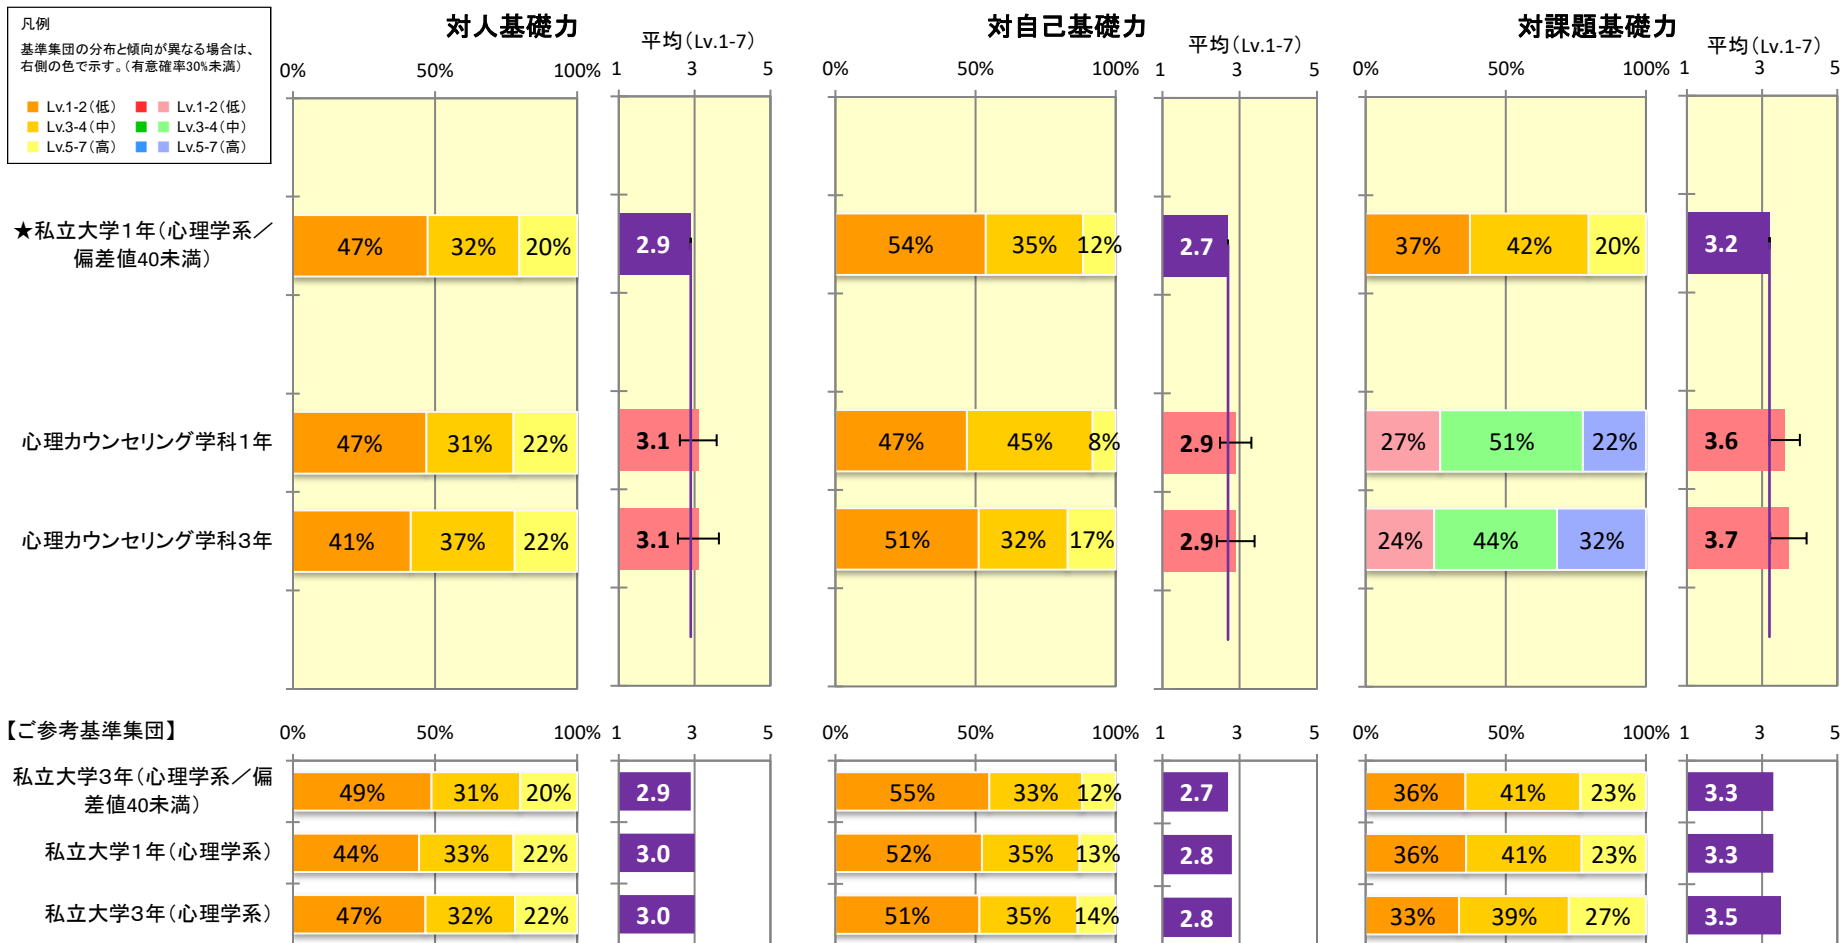 凡例
基準集団の分布と傾向が異なる場合は、
右側の色で示す。(有意確率30%未満)
Lv.1-2(低) Lv.1-2(低)
Lv.3-4(中) Lv.3-4(中)
Lv.5-7(高) Lv.5-7(高)
対人基礎力 平均(Lv.1-7) 対自己基礎力 平均(Lv.1-7) 対課題基礎力 平均(Lv.1-7)
0% 50% 100% 1 3 5 0% 50% 100% 1 3 5 0% 50% 100% 1 3 5
★私立大学1年(心理学系/
偏差値40未満)
47% 32% 20% 2.9 54% 35% 12% 2.7 37% 42% 20% 3.2
心理カウンセリング学科1年 47% 31% 22% 3.1 47% 45% 8% 2.9 27% 51% 22% 3.6
心理カウンセリング学科3年 41% 37% 22% 3.1 51% 32% 17% 2.9 24% 44% 32% 3.7
【ご参考基準集団】 0% 50% 100% 1 3 5 0% 50% 100% 1 3 5 0% 50% 100% 1 3 5
私立大学3年(心理学系/偏
差値40未満)
49% 31% 20% 2.9 55% 33% 12% 2.7 36% 41% 23% 3.3
私立大学1年(心理学系) 44% 33% 22% 3.0 52% 35% 13% 2.8 36% 41% 23% 3.3
私立大学3年(心理学系) 47% 32% 22% 3.0 51% 35% 14% 2.8 33% 39% 27% 3.5